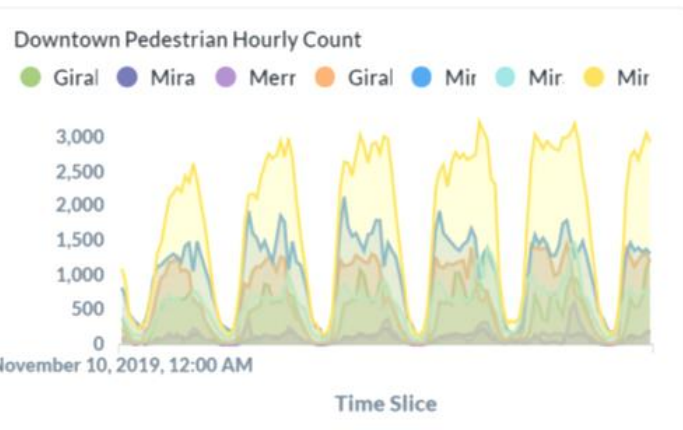 Downtown Pedestrian Hourly Count
Giral Mira Merr Giral Mir Mir Mir
3,000
2,500
2,000
1,500
1,000
500
0
November 10, 2019, 12:00 AM
Time Slice